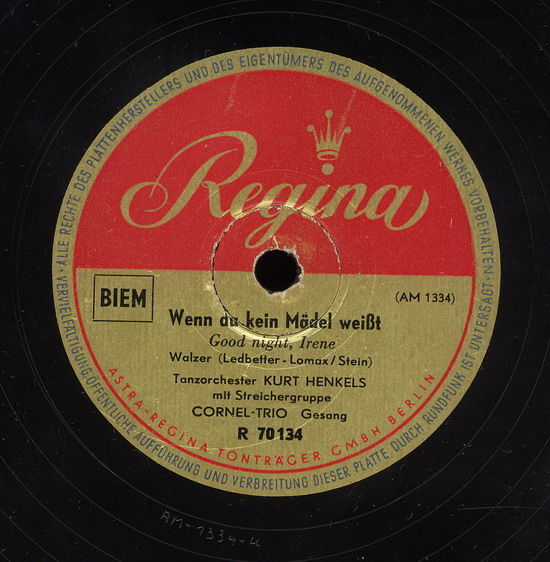 · ALLE RECHTE DES PLATTENHERSTELLERS UND DES EIGENTÜMERS DES AUFGENOMMENEN WERKES VORBEHALTEN ·
Regina
BIEM
(AM 1334)
Wenn du kein Mädel weißt
Good night, Irene
Walzer (Ledbetter - Lomax/Stein)
Tanzorchester KURT HENKELS
mit Streichergruppe
CORNEL-TRIO Gesang
R 70134
ASTRA-REGINA TONTRÄGER GMBH BERLIN
VERVIELFÄLTIGUNG, ÖFFENTLICHE AUFFÜHRUNG UND VERBREITUNG DIESER PLATTE DURCH RUNDFUNK IST UNTERSAGT
AM-1334-u